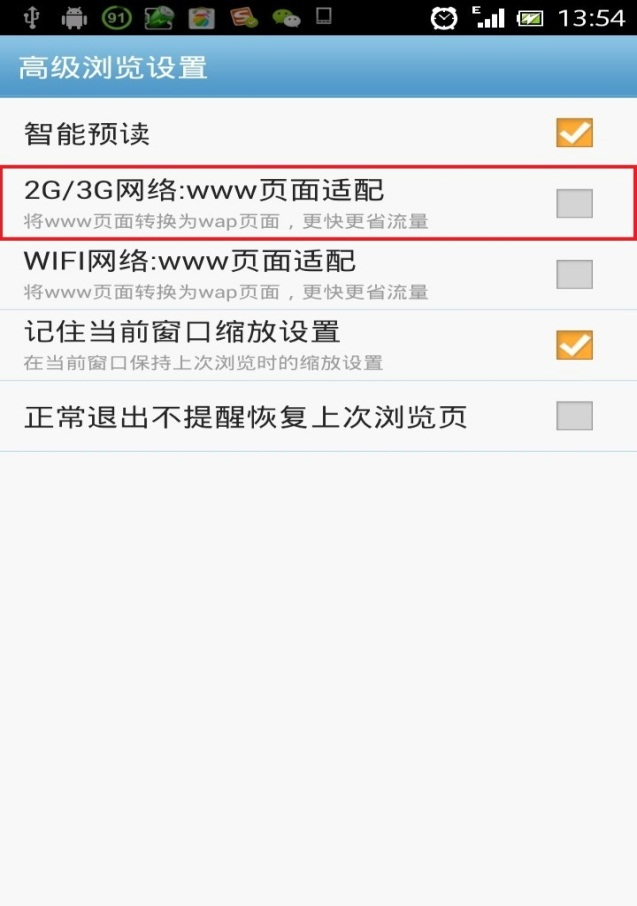 91
E
13:54
高级浏览设置
智能预读
2G/3G网络:www页面适配
将www页面转换为wap页面，更快更省流量
WIFI网络:www页面适配
将www页面转换为wap页面，更快更省流量
记住当前窗口缩放设置
在当前窗口保持上次浏览时的缩放设置
正常退出不提醒恢复上次浏览页